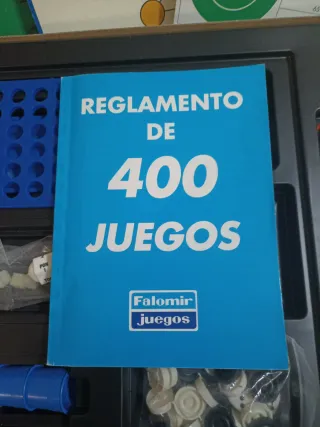 REGLAMENTO
DE
400
JUEGOS
Falomir
juegos